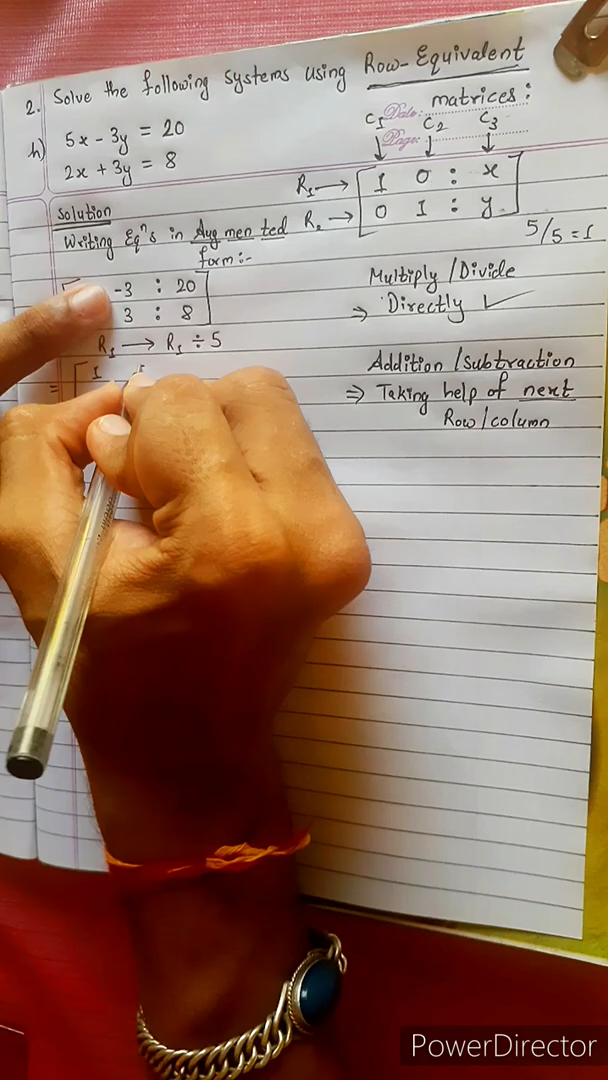 2. Solve the following systems using Row-Equivalent
matrices:
h) 5x - 3y = 20
2x + 3y = 8
Date:
Page:
C₁ C₂ C₃
R₁ → [ 1 0 : x ]
R₂ → [ 0 1 : y ]
Solution
Writing Eqⁿs in Augmented
form:-
5/5 = 1
-3 : 20
3 : 8
R₁ → R₁ ÷ 5
= [ 1
Multiply / Divide
⇒ Directly ✓
Addition / subtraction
⇒ Taking help of next
Row / column
PowerDirector